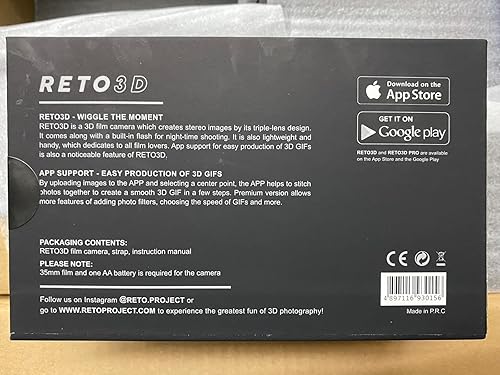 RETO3D
Download on the
App Store
GET IT ON
Google play
RETO3D and RETO3D PRO are available
on the App Store and the Google Play
RETO3D - WIGGLE THE MOMENT
RETO3D is a 3D film camera which creates stereo images by its triple-lens design.
It comes along with a built-in flash for night-time shooting. It is also lightweight and
handy, which dedicates to all film lovers. App support for easy production of 3D GIFs
is also a noticeable feature of RETO3D.
APP SUPPORT - EASY PRODUCTION OF 3D GIFS
By uploading images to the APP and selecting a center point, the APP helps to stitch
photos together to create a smooth 3D GIF in a few steps. Premium version allows
more features of adding photo filters, choosing the speed of GIFs and more.
PACKAGING CONTENTS:
RETO3D film camera, strap, instruction manual
PLEASE NOTE:
35mm film and one AA battery is required for the camera
CE
4 897116 930156
Made in P.R.C
Follow us on Instagram @RETO.PROJECT or
go to WWW.RETOPROJECT.COM to experience the greatest fun of 3D photography!